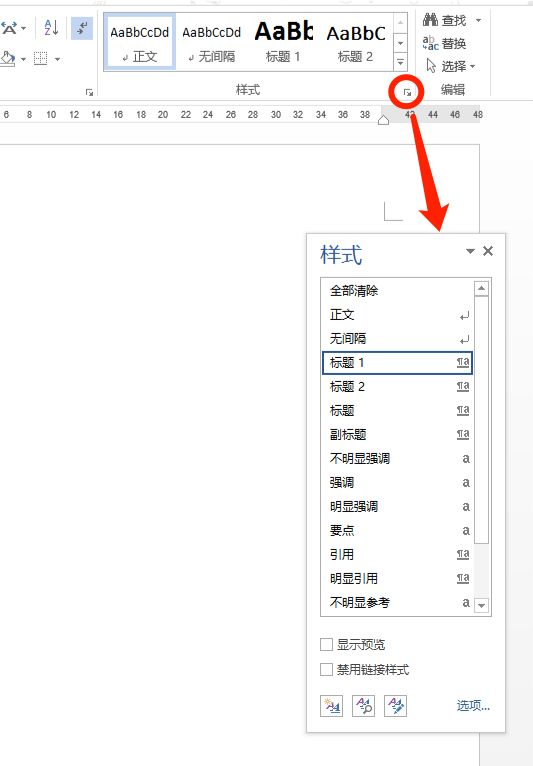 AaBbCcDd AaBbCcDd AaBb AaBbC
正文 无间隔 标题 1 标题 2
查找
替换
选择
样式 编辑
6 8 10 12 14 16 18 20 22 24 26 28 30 32 34 36 38 42 44 46 48
样式
全部清除
正文
无间隔
标题 1
标题 2
标题
副标题
不明显强调 a
强调 a
明显强调 a
要点 a
引用
明显引用
不明显参考 a
显示预览
禁用链接样式
选项...